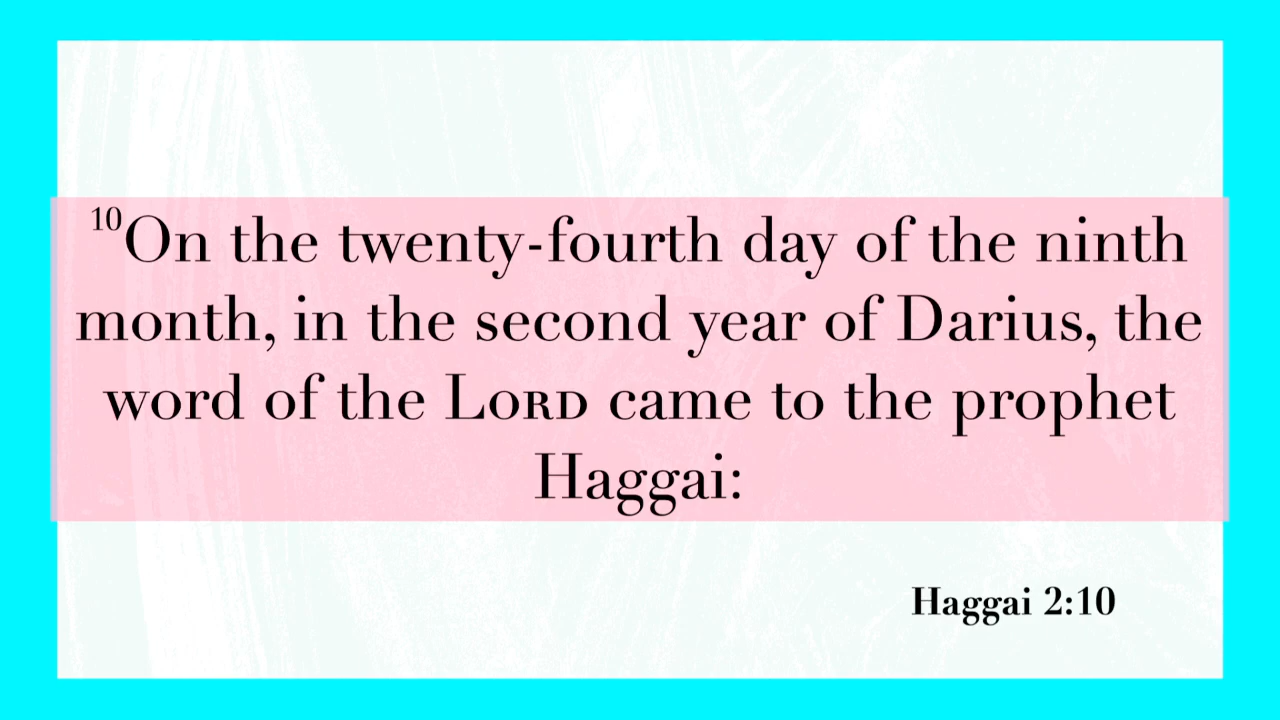 10On the twenty-fourth day of the ninth
month, in the second year of Darius, the
word of the LORD came to the prophet
Haggai:
Haggai 2:10